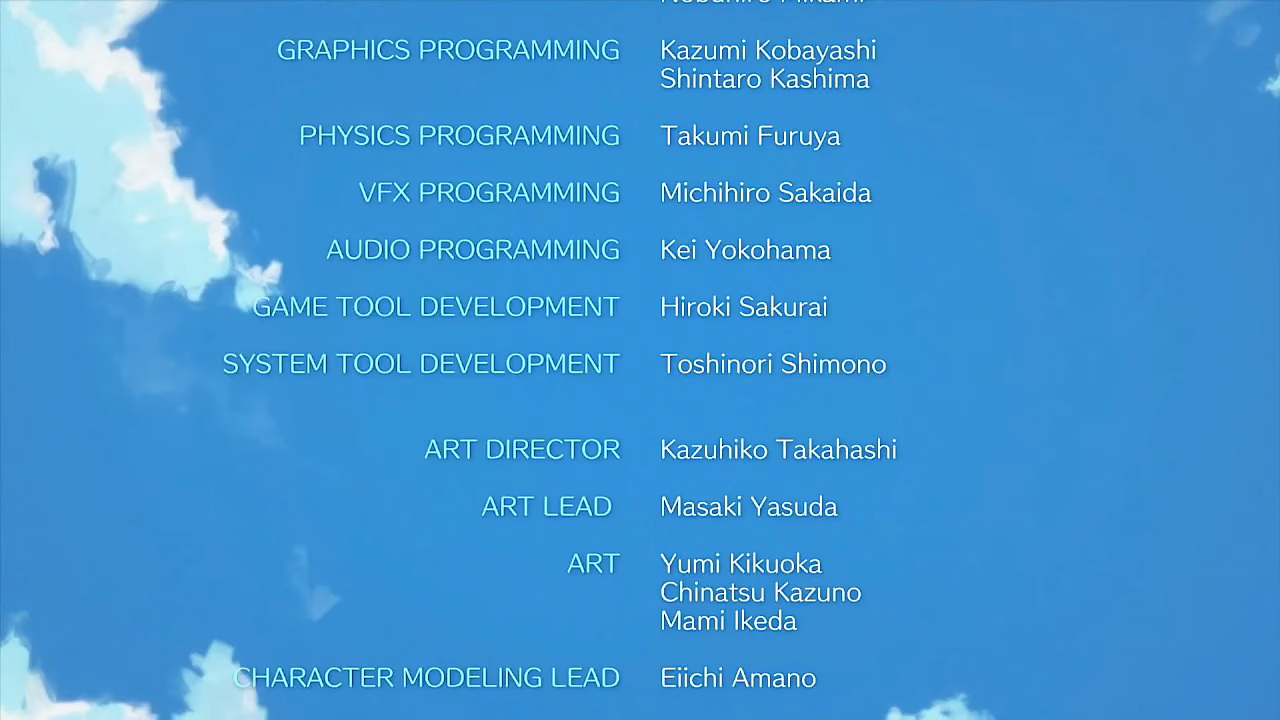 GRAPHICS PROGRAMMING Kazumi Kobayashi
Shintaro Kashima
PHYSICS PROGRAMMING Takumi Furuya
VFX PROGRAMMING Michihiro Sakaida
AUDIO PROGRAMMING Kei Yokohama
GAME TOOL DEVELOPMENT Hiroki Sakurai
SYSTEM TOOL DEVELOPMENT Toshinori Shimono
ART DIRECTOR Kazuhiko Takahashi
ART LEAD Masaki Yasuda
ART Yumi Kikuoka
Chinatsu Kazuno
Mami Ikeda
CHARACTER MODELING LEAD Eiichi Amano